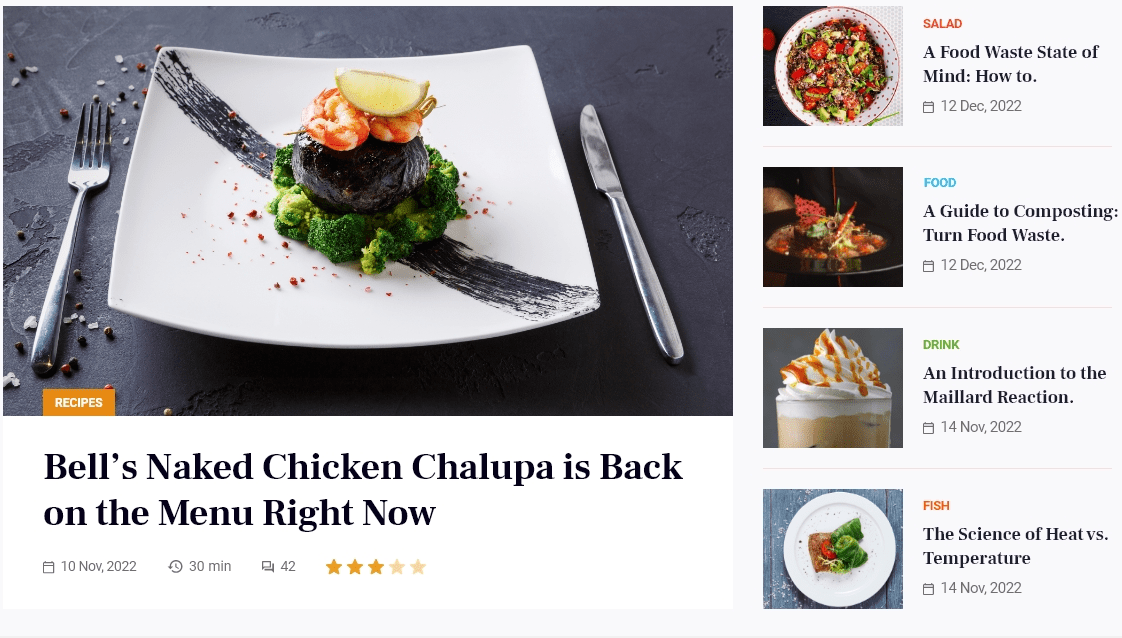 RECIPES
Bell's Naked Chicken Chalupa is Back
on the Menu Right Now
10 Nov, 2022 30 min 42
SALAD
A Food Waste State of
Mind: How to.
12 Dec, 2022
FOOD
A Guide to Composting:
Turn Food Waste.
12 Dec, 2022
DRINK
An Introduction to the
Maillard Reaction.
14 Nov, 2022
FISH
The Science of Heat vs.
Temperature
14 Nov, 2022